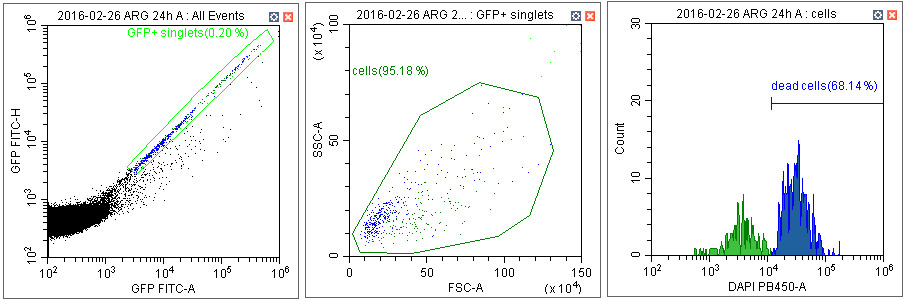 2016-02-26 ARG 24h A : All Events
GFP+ singlets(0.20 %)
GFP FITC-H
10^6
10^5
10^4
10^3
10^2
10^2 10^3 10^4 10^5 10^6
GFP FITC-A
2016-02-26 ARG 2... : GFP+ singlets
cells(95.18 %)
SSC-A
(x 10^4)
100
50
0
0 50 100 150
FSC-A
(x 10^4)
2016-02-26 ARG 24h A : cells
dead cells(68.14 %)
Count
30
20
10
0
10^2 10^3 10^4 10^5 10^6
DAPI PB450-A